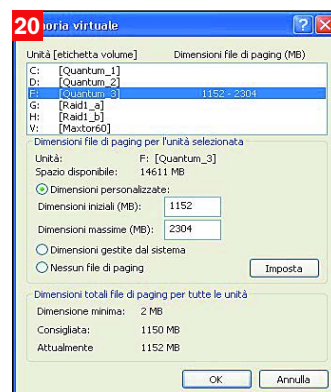 20
oria virtuale
Unità [etichetta volume] Dimensioni file di paging (MB)
C: [Quantum_1]
D: [Quantum_2]
F: [Quantum_3] 1152 - 2304
G: [Raid1_a]
H: [Raid1_b]
V: [Maxtor60]
Dimensioni file di paging per l'unità selezionata
Unità: F: [Quantum_3]
Spazio disponibile: 14611 MB
Dimensioni personalizzate:
Dimensioni iniziali (MB): 1152
Dimensioni massime (MB): 2304
Dimensioni gestite dal sistema
Nessun file di paging Imposta
Dimensioni totali file di paging per tutte le unità
Dimensione minima: 2 MB
Consigliata: 1150 MB
Attualmente 1152 MB
OK Annulla